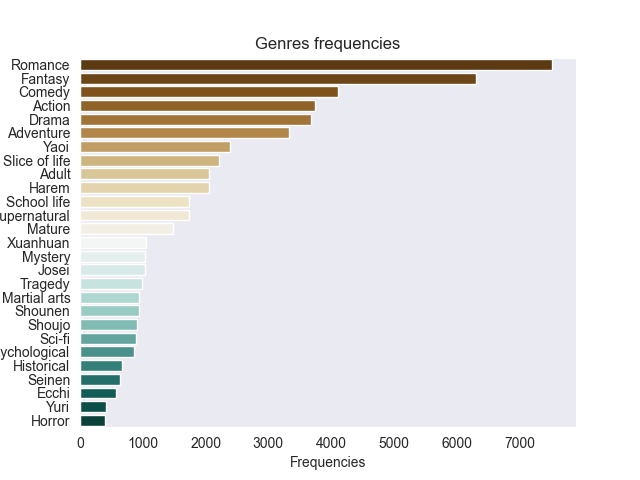 Genres frequencies
Romance
Fantasy
Comedy
Action
Drama
Adventure
Yaoi
Slice of life
Adult
Harem
School life
upernatural
Mature
Xuanhuan
Mystery
Josei
Tragedy
Martial arts
Shounen
Shoujo
Sci-fi
ychological
Historical
Seinen
Ecchi
Yuri
Horror
0 1000 2000 3000 4000 5000 6000 7000
Frequencies